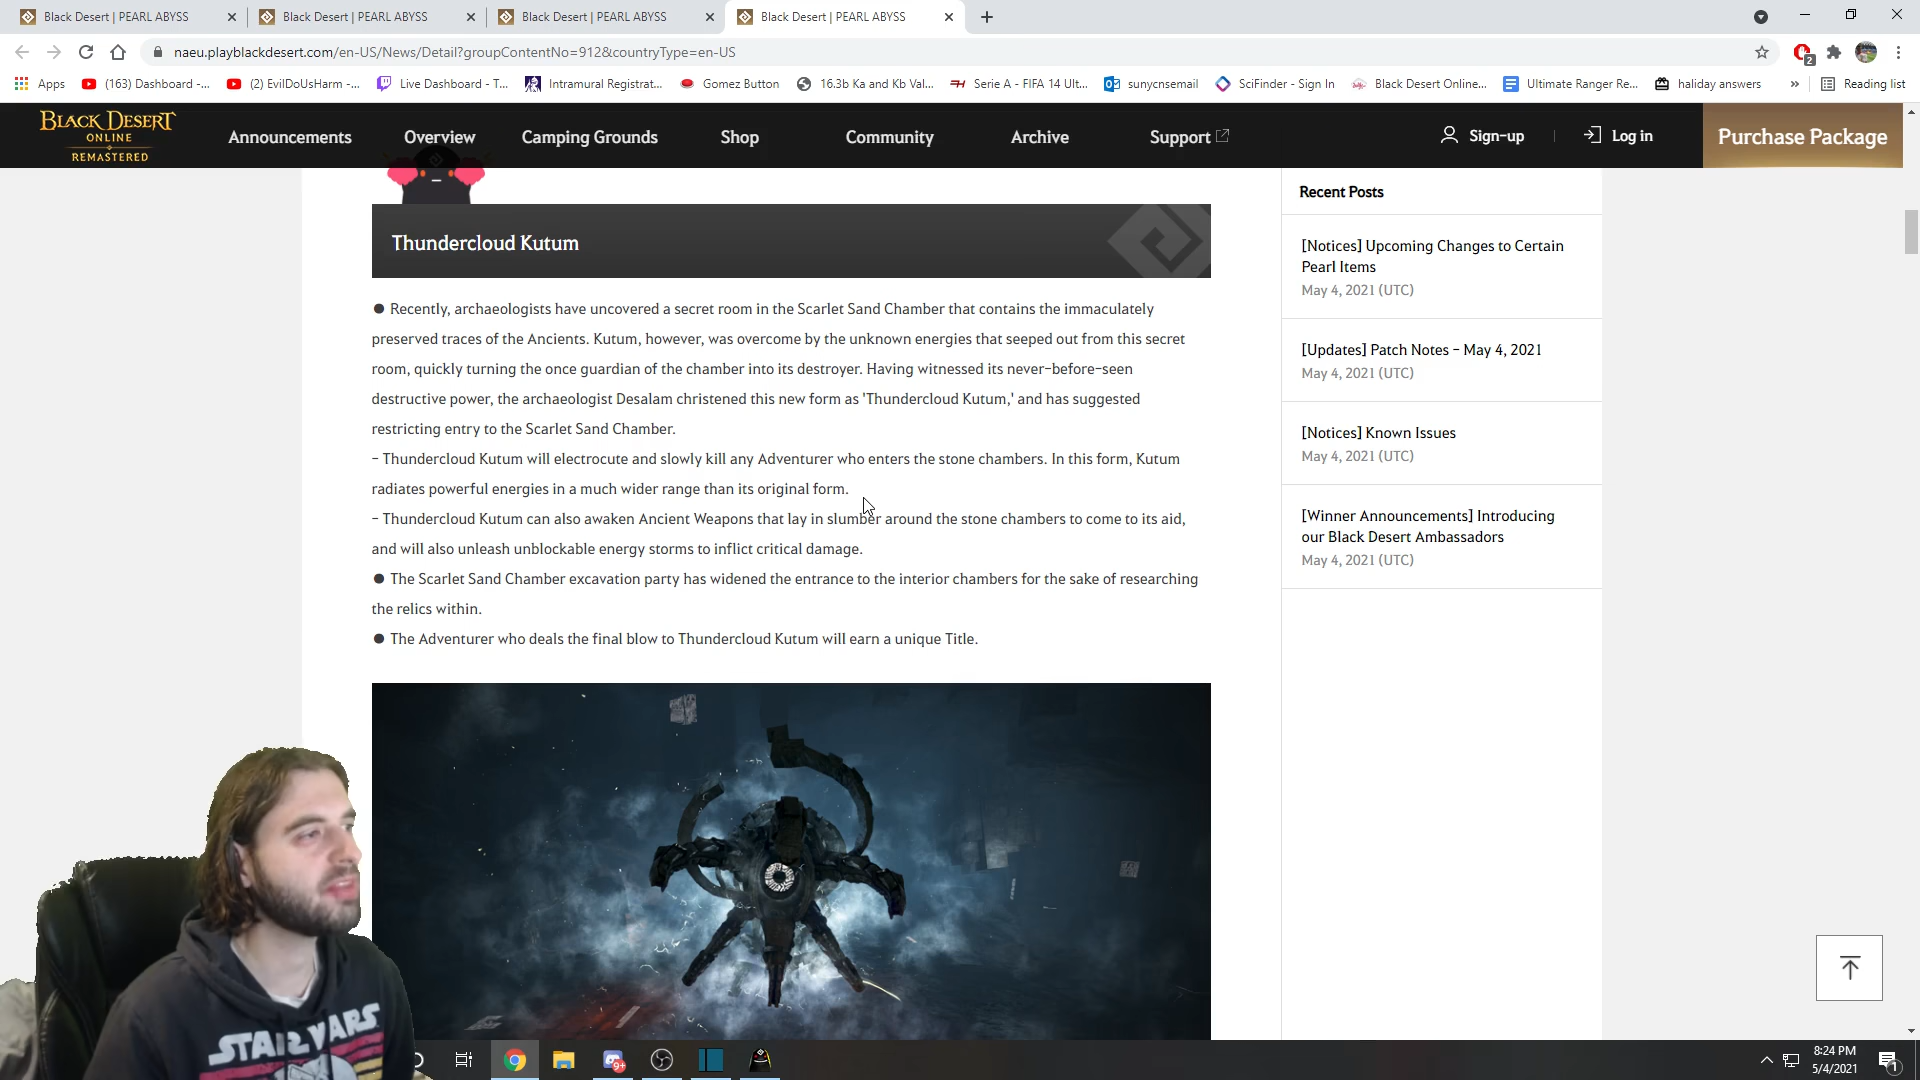 Black Desert | PEARL ABYSS
Black Desert | PEARL ABYSS
Black Desert | PEARL ABYSS
Black Desert | PEARL ABYSS
naeu.playblackdesert.com/en-US/News/Detail?groupContentNo=912&countryType=en-US
2
Apps
(163) Dashboard -...
(2) EvilDoUsHarm -...
Live Dashboard - T...
Intramural Registrat...
Gomez Button
16.3b Ka and Kb Val...
Serie A - FIFA 14 Ult...
sunycnsemail
SciFinder - Sign In
Black Desert Online...
Ultimate Ranger Re...
haliday answers
»
Reading list
BLACK DESERT
ONLINE
REMASTERED
Announcements
Overview
Camping Grounds
Shop
Community
Archive
Support
Sign-up
Log in
Purchase Package
Thundercloud Kutum
● Recently, archaeologists have uncovered a secret room in the Scarlet Sand Chamber that contains the immaculately
preserved traces of the Ancients. Kutum, however, was overcome by the unknown energies that seeped out from this secret
room, quickly turning the once guardian of the chamber into its destroyer. Having witnessed its never-before-seen
destructive power, the archaeologist Desalam christened this new form as 'Thundercloud Kutum,' and has suggested
restricting entry to the Scarlet Sand Chamber.
- Thundercloud Kutum will electrocute and slowly kill any Adventurer who enters the stone chambers. In this form, Kutum
radiates powerful energies in a much wider range than its original form.
- Thundercloud Kutum can also awaken Ancient Weapons that lay in slumber around the stone chambers to come to its aid,
and will also unleash unblockable energy storms to inflict critical damage.
● The Scarlet Sand Chamber excavation party has widened the entrance to the interior chambers for the sake of researching
the relics within.
● The Adventurer who deals the final blow to Thundercloud Kutum will earn a unique Title.
Recent Posts
[Notices] Upcoming Changes to Certain
Pearl Items
May 4, 2021 (UTC)
[Updates] Patch Notes - May 4, 2021
May 4, 2021 (UTC)
[Notices] Known Issues
May 4, 2021 (UTC)
[Winner Announcements] Introducing
our Black Desert Ambassadors
May 4, 2021 (UTC)
STAR WARS
9+
8:24 PM
5/4/2021
1